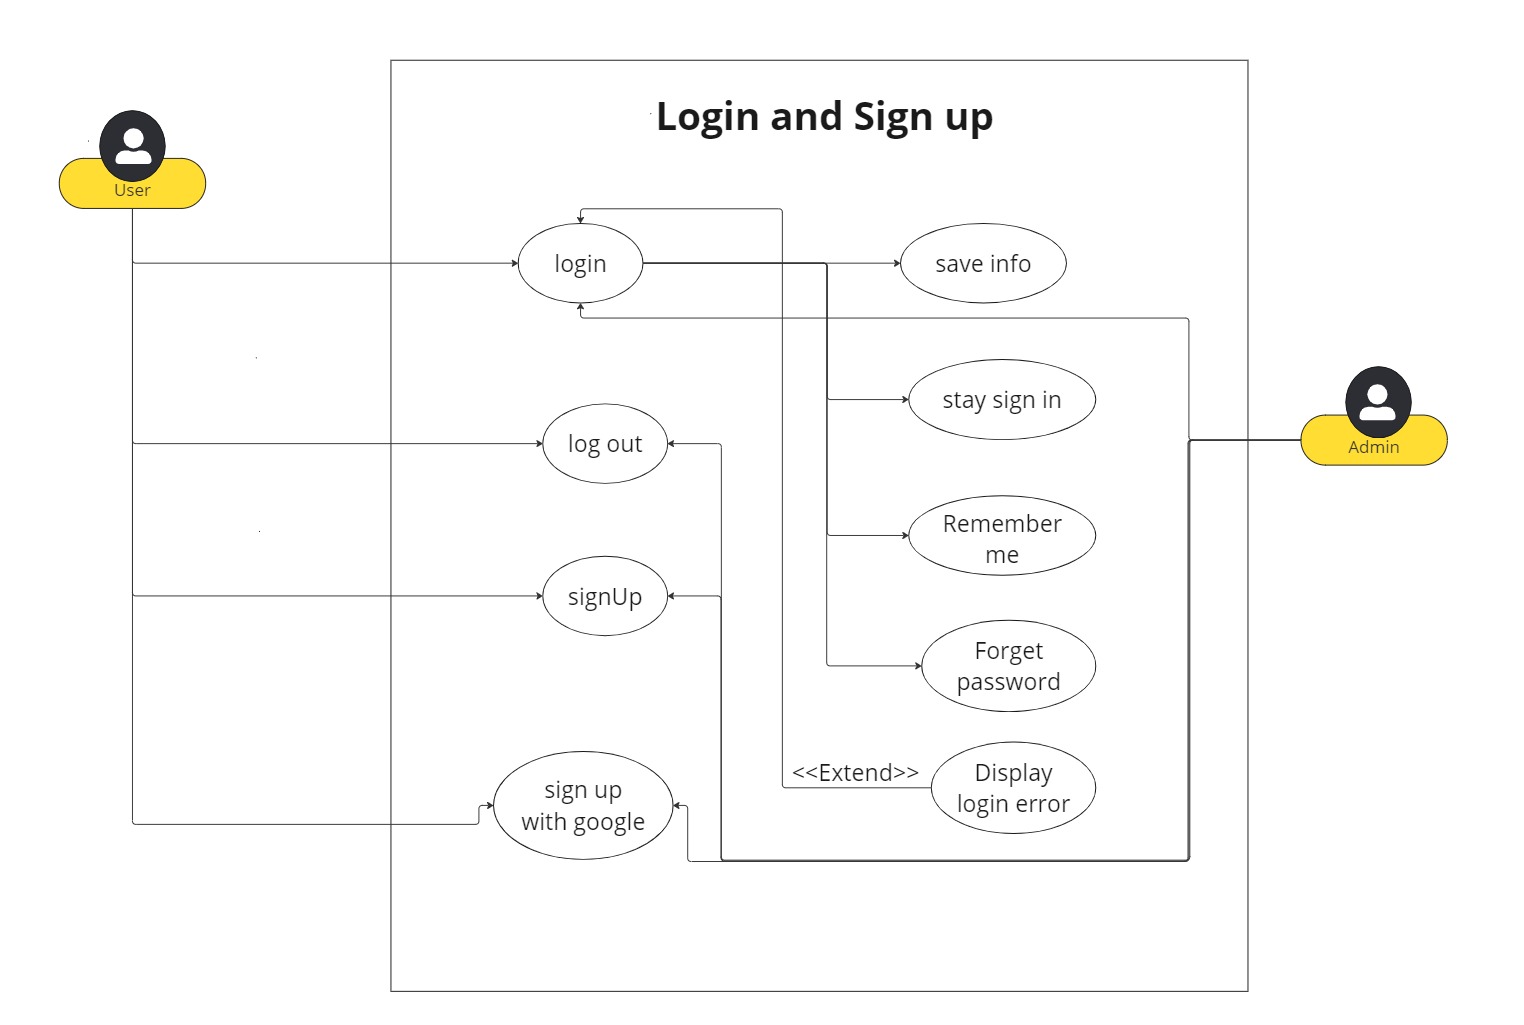 Login and Sign up
User
login
save info
stay sign in
Admin
log out
Remember
me
signUp
Forget
password
<<Extend>>
Display
login error
sign up
with google